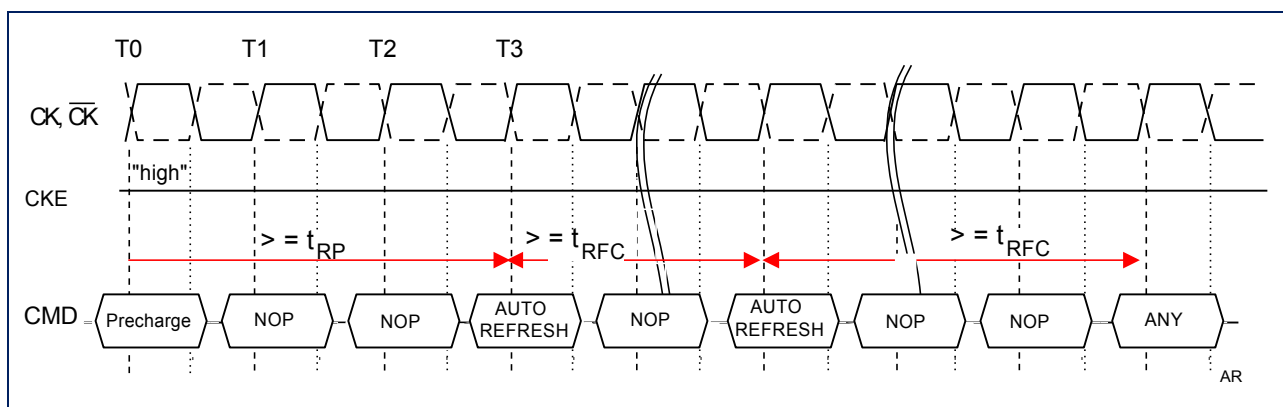 T0 T1 T2 T3
CK, CK
"high"
CKE
> = tRP > = tRFC > = tRFC
CMD Precharge NOP NOP AUTO REFRESH NOP AUTO REFRESH NOP NOP ANY
AR